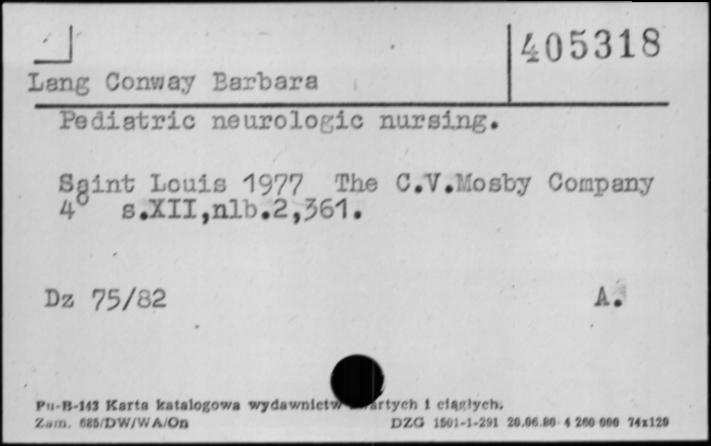 405318
Lang Conway Barbara
Pediatric neurologic nursing.
Saint Louis 1977 The C.V.Mosby Company
4° s.XII,nlb.2,361.
Dz 75/82 A.
Pu-B-143 Karta katalogowa wydawnictw i ciągłych.
Zam. 685/DW/WA/On DZG 1501-1-291 20.06.80 4 260 000 74x120